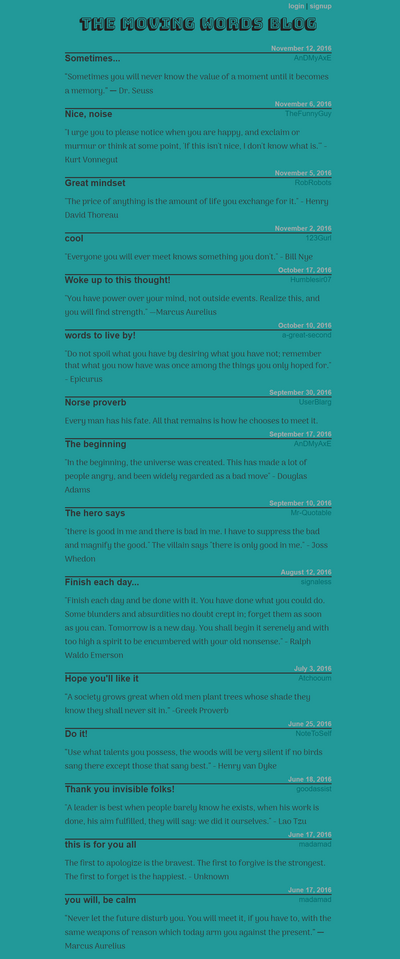 login | signup
THE MOVING WORDS BLOG
November 12, 2016
Sometimes... AnDMyAxE
"Sometimes you will never know the value of a moment until it becomes
a memory." — Dr. Seuss
November 6, 2016
Nice, noise TheFunnyGuy
"I urge you to please notice when you are happy, and exclaim or
murmur or think at some point, 'If this isn't nice, I don't know what is.'" -
Kurt Vonnegut
November 5, 2016
Great mindset RobRobots
"The price of anything is the amount of life you exchange for it." - Henry
David Thoreau
November 2, 2016
cool 123Gurl
"Everyone you will ever meet knows something you don't." - Bill Nye
October 17, 2016
Woke up to this thought! Humblesir07
"You have power over your mind, not outside events. Realize this, and
you will find strength." —Marcus Aurelius
October 10, 2016
words to live by! a-great-second
"Do not spoil what you have by desiring what you have not; remember
that what you now have was once among the things you only hoped for."
- Epicurus
September 30, 2016
Norse proverb UserBlarg
Every man has his fate. All that remains is how he chooses to meet it.
September 17, 2016
The beginning AnDMyAxE
"In the beginning, the universe was created. This has made a lot of
people angry, and been widely regarded as a bad move" - Douglas
Adams
September 10, 2016
The hero says Mr-Quotable
"there is good in me and there is bad in me. I have to suppress the bad
and magnify the good." The villain says "there is only good in me." - Joss
Whedon
August 12, 2016
Finish each day... signaless
"Finish each day and be done with it. You have done what you could do.
Some blunders and absurdities no doubt crept in; forget them as soon
as you can. Tomorrow is a new day. You shall begin it serenely and with
too high a spirit to be encumbered with your old nonsense." - Ralph
Waldo Emerson
July 3, 2016
Hope you'll like it Atchooum
"A society grows great when old men plant trees whose shade they
know they shall never sit in." -Greek Proverb
June 25, 2016
Do it! NoteToSelf
"Use what talents you possess, the woods will be very silent if no birds
sang there except those that sang best." - Henry van Dyke
June 18, 2016
Thank you invisible folks! goodassist
"A leader is best when people barely know he exists, when his work is
done, his aim fulfilled, they will say: we did it ourselves." - Lao Tzu
June 17, 2016
this is for you all madamad
The first to apologize is the bravest. The first to forgive is the strongest.
The first to forget is the happiest. - Unknown
June 17, 2016
you will, be calm madamad
"Never let the future disturb you. You will meet it, if you have to, with the
same weapons of reason which today arm you against the present." —
Marcus Aurelius